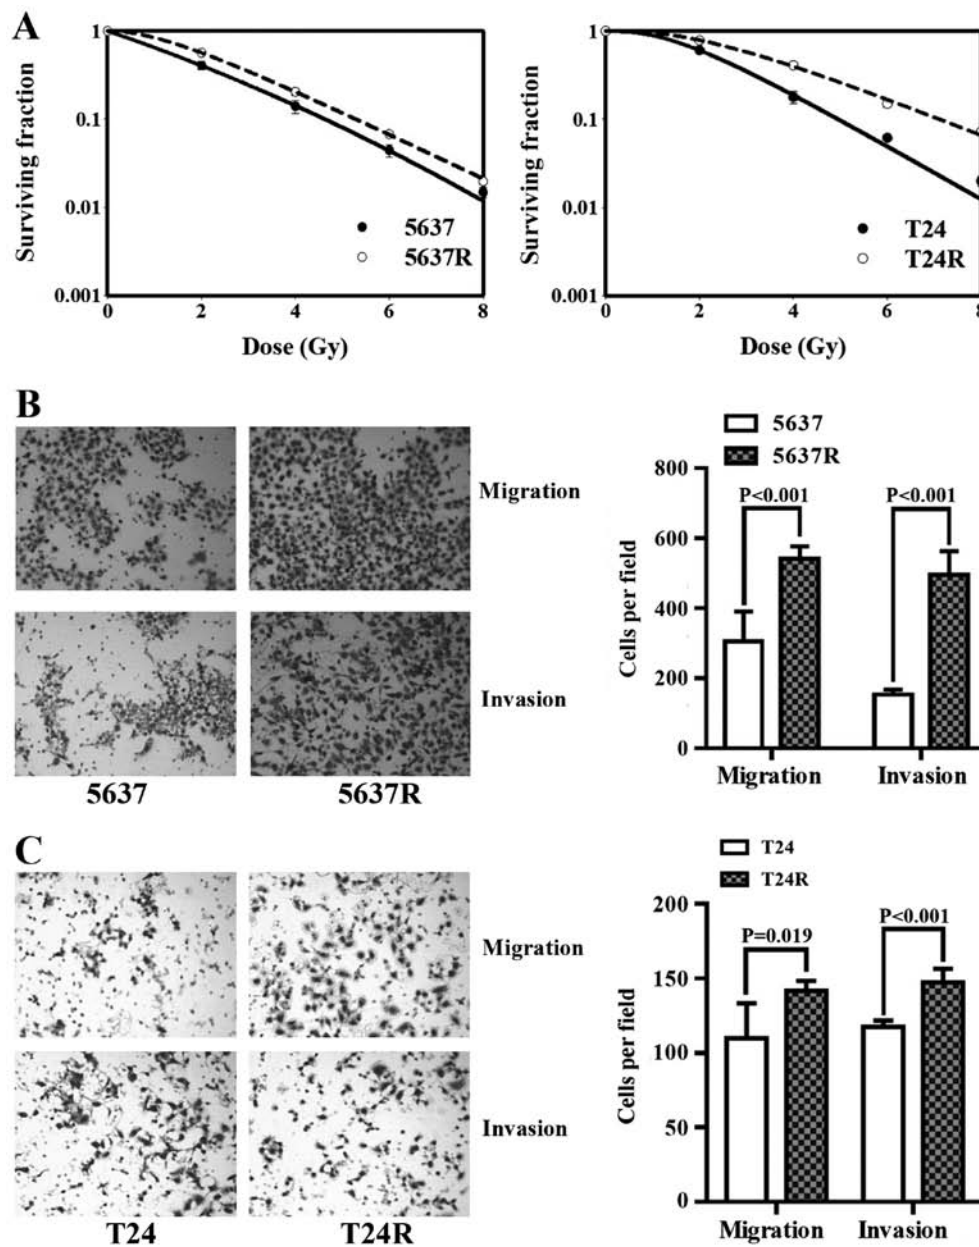 A
Surviving fraction
1
0.1
0.01
0.001
5637
5637R
0 2 4 6 8
Dose (Gy)
Surviving fraction
1
0.1
0.01
0.001
T24
T24R
0 2 4 6 8
Dose (Gy)
B
Migration
Invasion
5637 5637R
5637
5637R
Cells per field
800
600
400
200
0
P<0.001 P<0.001
Migration Invasion
C
Migration
Invasion
T24 T24R
T24
T24R
Cells per field
200
150
100
50
0
P=0.019 P<0.001
Migration Invasion